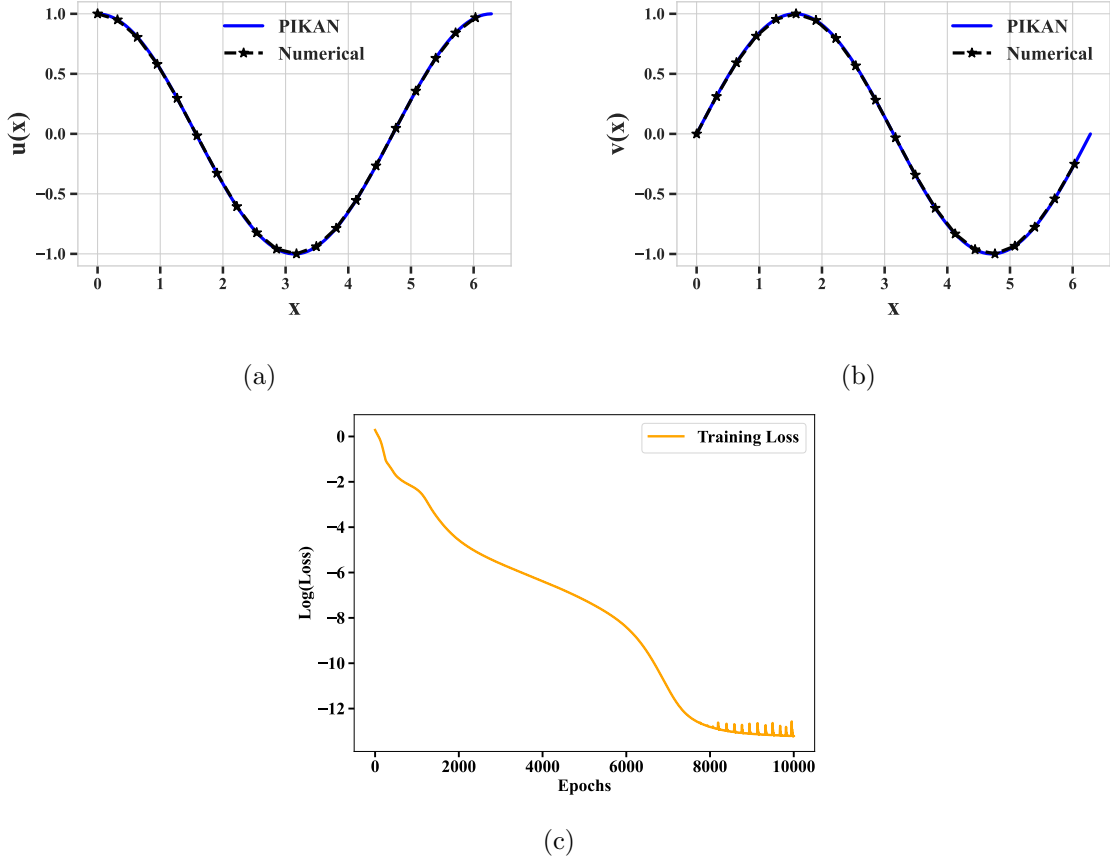 1.0
0.5
0.0
−0.5
−1.0
u(x)
PIKAN
Numerical
0 1 2 3 4 5 6
x
(a)
1.0
0.5
0.0
−0.5
−1.0
v(x)
PIKAN
Numerical
0 1 2 3 4 5 6
x
(b)
0
−2
−4
−6
−8
−10
−12
Log(Loss)
Training Loss
0 2000 4000 6000 8000 10000
Epochs
(c)